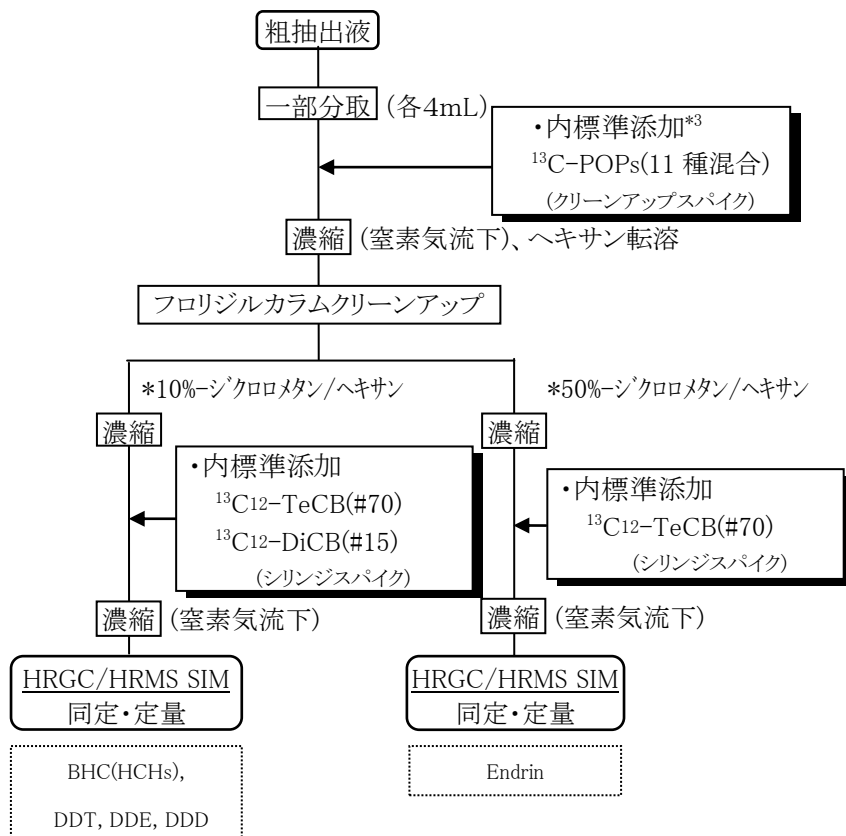 粗抽出液
一部分取 (各4mL)
・内標準添加*3
13C-POPs(11 種混合)
(クリーンアップスパイク)
濃縮 (窒素気流下)、ヘキサン転溶
フロリジルカラムクリーンアップ
*10%-ジクロロメタン/ヘキサン
*50%-ジクロロメタン/ヘキサン
濃縮
濃縮
・内標準添加
13C12-TeCB(#70)
13C12-DiCB(#15)
(シリンジスパイク)
・内標準添加
13C12-TeCB(#70)
(シリンジスパイク)
濃縮 (窒素気流下)
濃縮 (窒素気流下)
HRGC/HRMS SIM
同定・定量
HRGC/HRMS SIM
同定・定量
BHC(HCHs),
DDT, DDE, DDD
Endrin